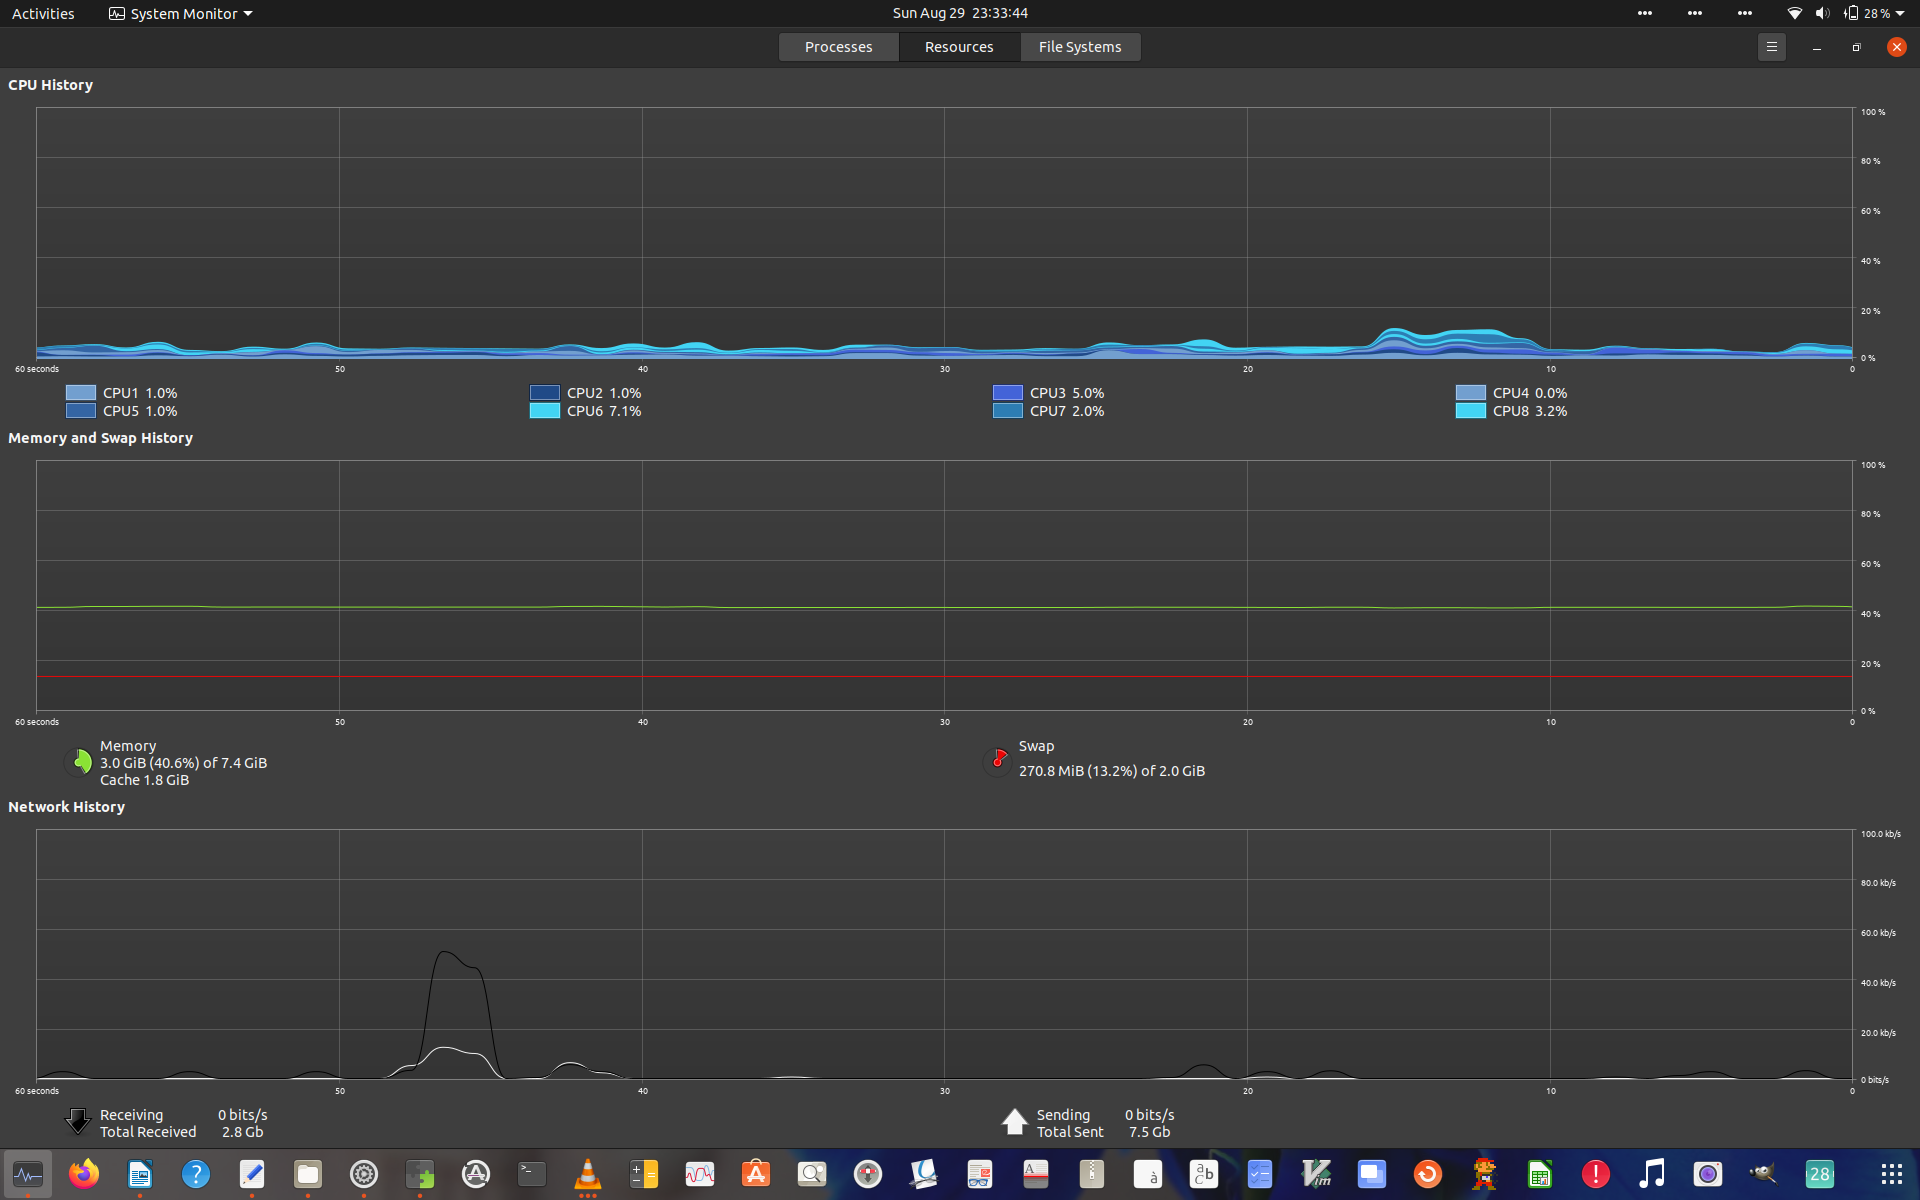 Activities System Monitor Sun Aug 29 23:33:44 28 %
Processes Resources File Systems
CPU History
100 %
80 %
60 %
40 %
20 %
0 %
60 seconds 50 40 30 20 10 0
CPU1 1.0% CPU2 1.0% CPU3 5.0% CPU4 0.0%
CPU5 1.0% CPU6 7.1% CPU7 2.0% CPU8 3.2%
Memory and Swap History
100 %
80 %
60 %
40 %
20 %
0 %
60 seconds 50 40 30 20 10 0
Memory Swap
3.0 GiB (40.6%) of 7.4 GiB 270.8 MiB (13.2%) of 2.0 GiB
Cache 1.8 GiB
Network History
100.0 kb/s
80.0 kb/s
60.0 kb/s
40.0 kb/s
20.0 kb/s
0 bits/s
60 seconds 50 40 30 20 10 0
Receiving 0 bits/s Sending 0 bits/s
Total Received 2.8 Gb Total Sent 7.5 Gb
? >_ A à a b c Vim ! 28